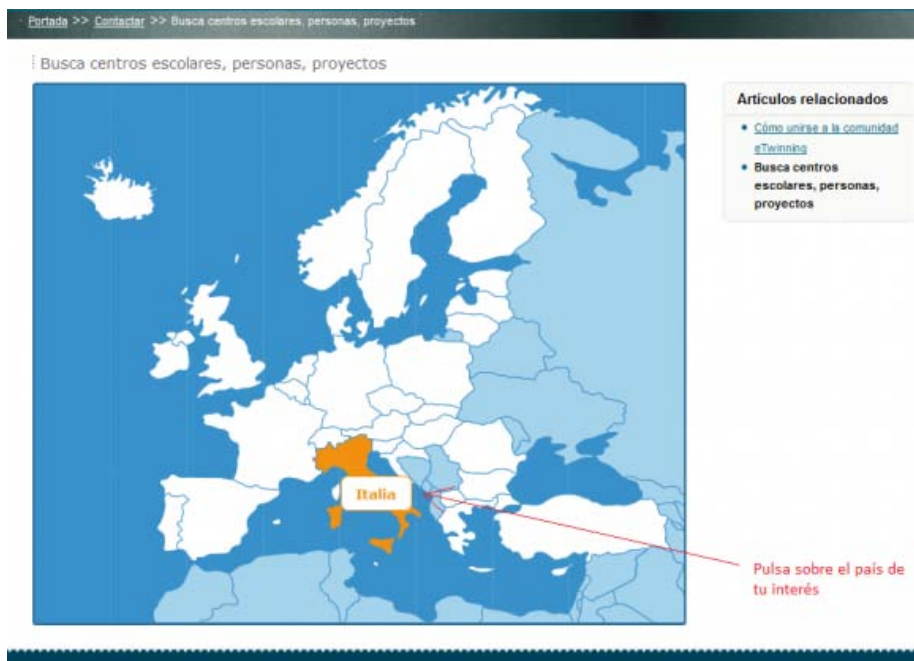 Portada >> Contactar >> Busca centros escolares, personas, proyectos
Busca centros escolares, personas, proyectos
Artículos relacionados
Cómo unirse a la comunidad
eTwinning
Busca centros
escolares, personas,
proyectos
Italia
Pulsa sobre el país de
tu interés